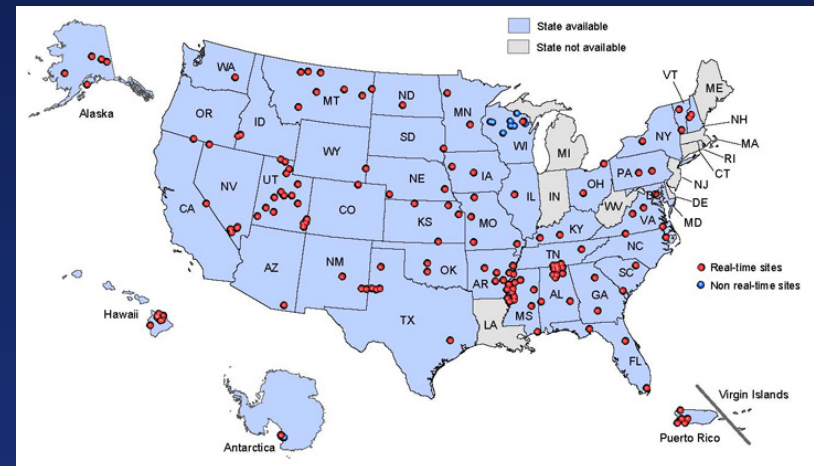 State available
State not available
Alaska
WA
MT
ND
MN
OR
ID
SD
WI
MI
VT
ME
NY
NH
MA
RI
CT
WY
NE
IA
PA
NJ
DE
MD
NV
UT
CO
KS
MO
IL
IN
OH
WV
VA
CA
KY
NC
AZ
NM
OK
AR
TN
SC
MS
AL
GA
TX
LA
FL
Real-time sites
Non real-time sites
Hawaii
Antarctica
Virgin Islands
Puerto Rico